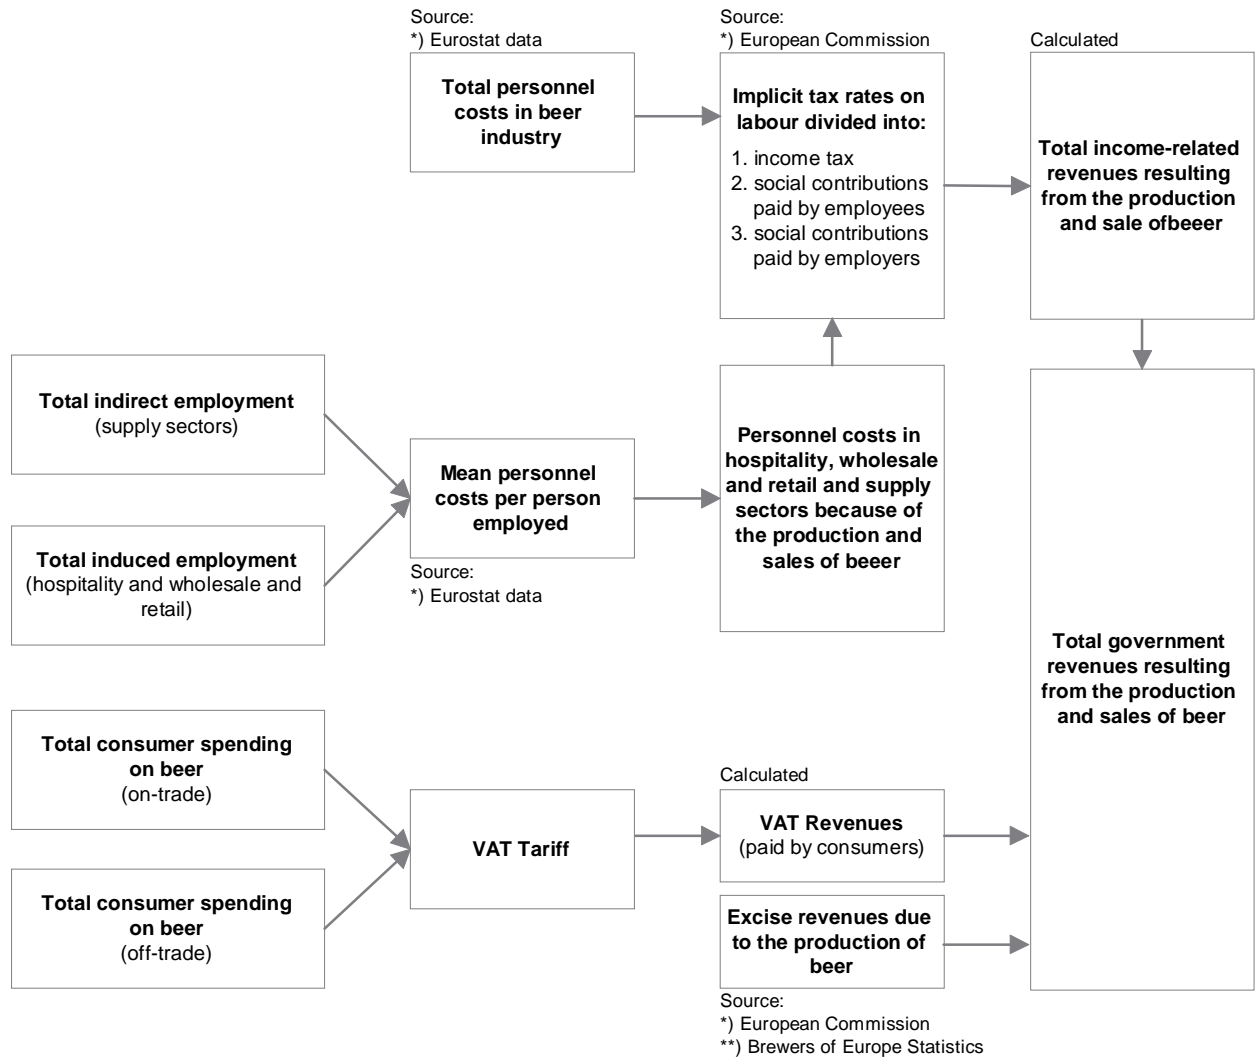 Source:
*) Eurostat data
Total personnel
costs in beer
industry
Source:
*) European Commission
Implicit tax rates on
labour divided into:
1. income tax
2. social contributions
paid by employees
3. social contributions
paid by employers
Calculated
Total income-related
revenues resulting
from the production
and sale ofbeeer
Total indirect employment
(supply sectors)
Total induced employment
(hospitality and wholesale and
retail)
Mean personnel
costs per person
employed
Source:
*) Eurostat data
Personnel costs in
hospitality, wholesale
and retail and supply
sectors because of
the production and
sales of beeer
Total government
revenues resulting
from the production
and sales of beer
Total consumer spending
on beer
(on-trade)
Total consumer spending
on beer
(off-trade)
VAT Tariff
Calculated
VAT Revenues
(paid by consumers)
Excise revenues due
to the production of
beer
Source:
*) European Commission
**) Brewers of Europe Statistics